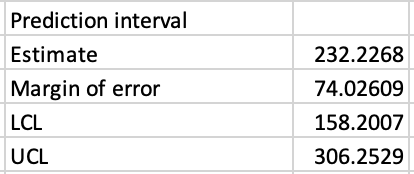 Prediction interval
Estimate 232.2268
Margin of error 74.02609
LCL 158.2007
UCL 306.2529